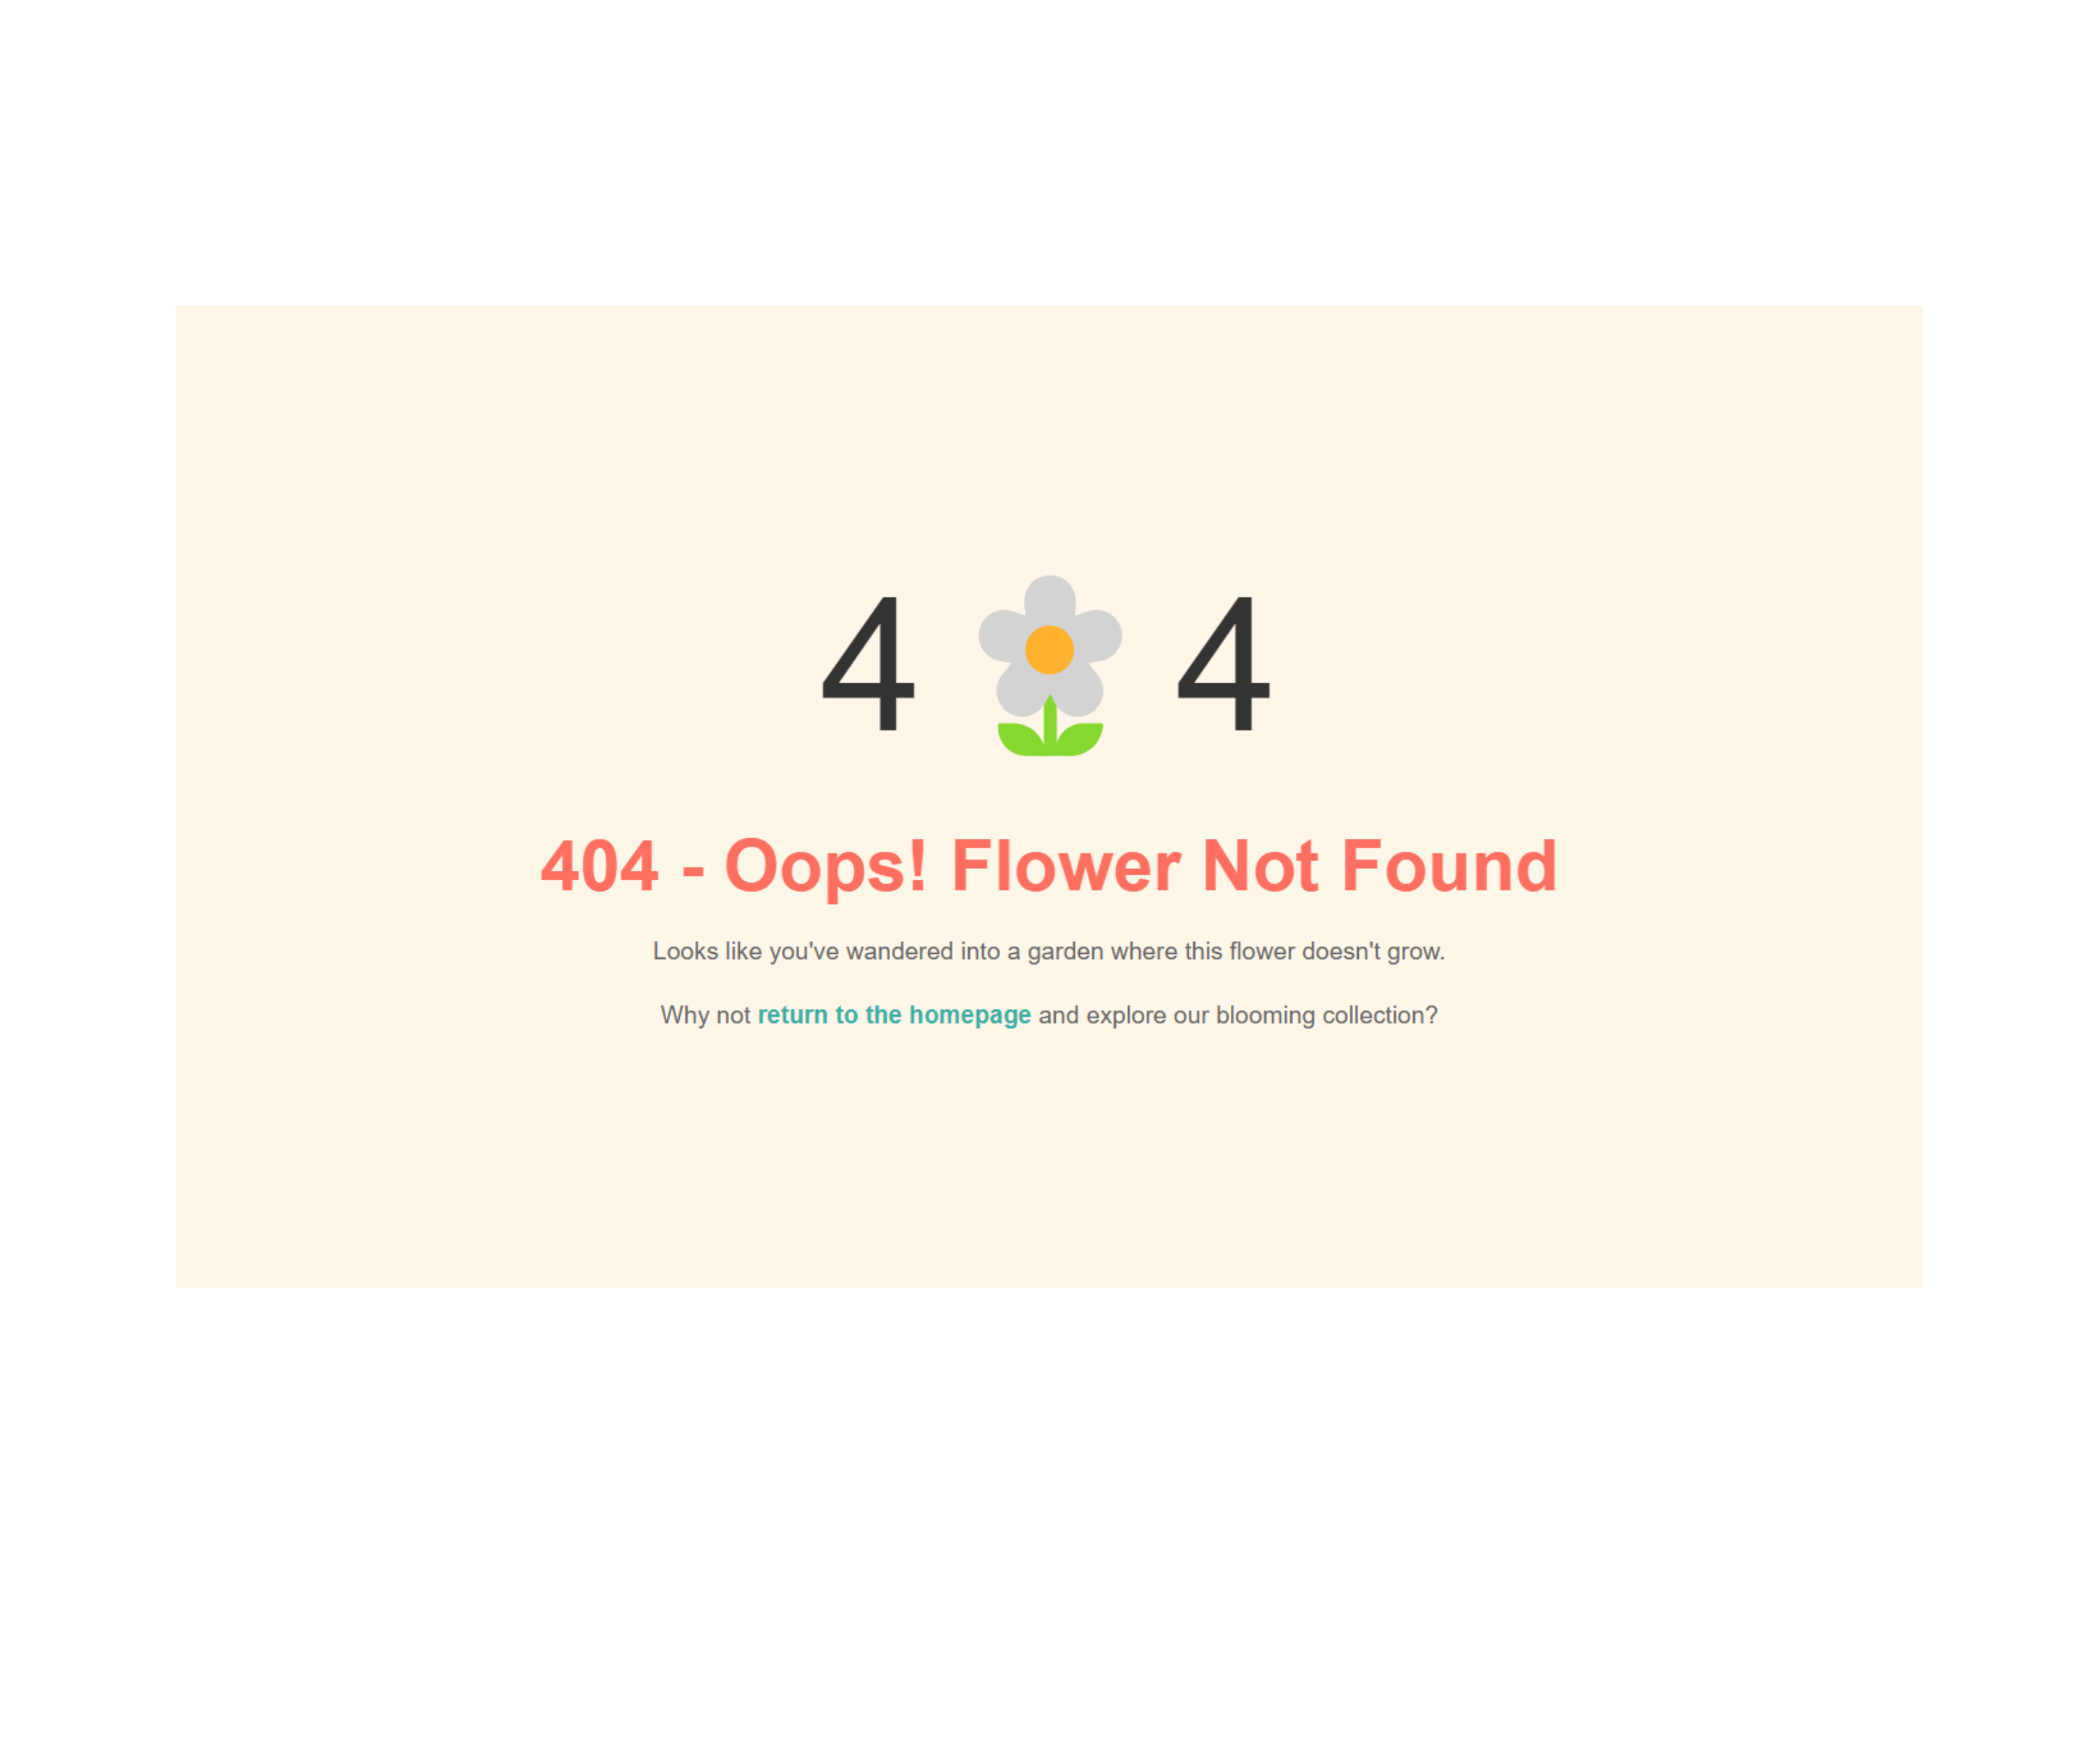 4 4
404 - Oops! Flower Not Found
Looks like you've wandered into a garden where this flower doesn't grow.
Why not return to the homepage and explore our blooming collection?